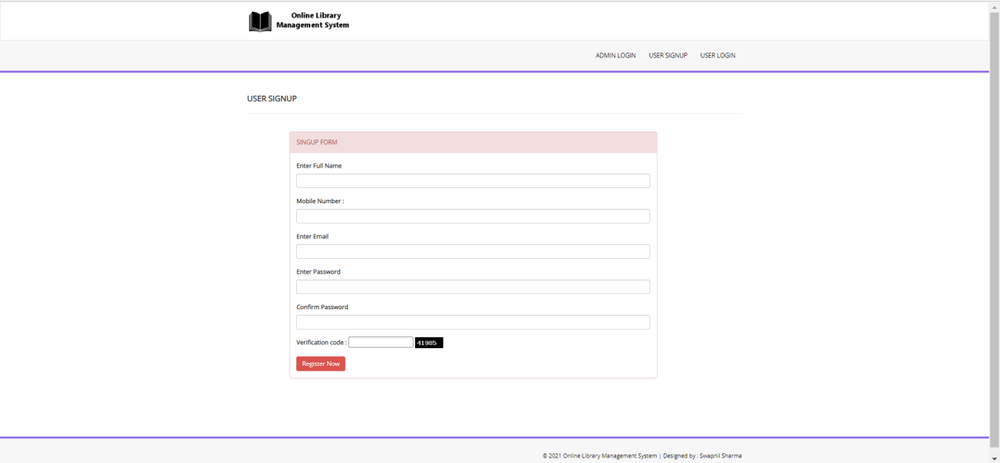 Online Library
Management System
ADMIN LOGIN USER SIGNUP USER LOGIN
USER SIGNUP
SINGUP FORM
Enter Full Name
Mobile Number :
Enter Email
Enter Password
Confirm Password
Verification code : 41985
Register Now
© 2021 Online Library Management System | Designed by : Swapnil Sharma